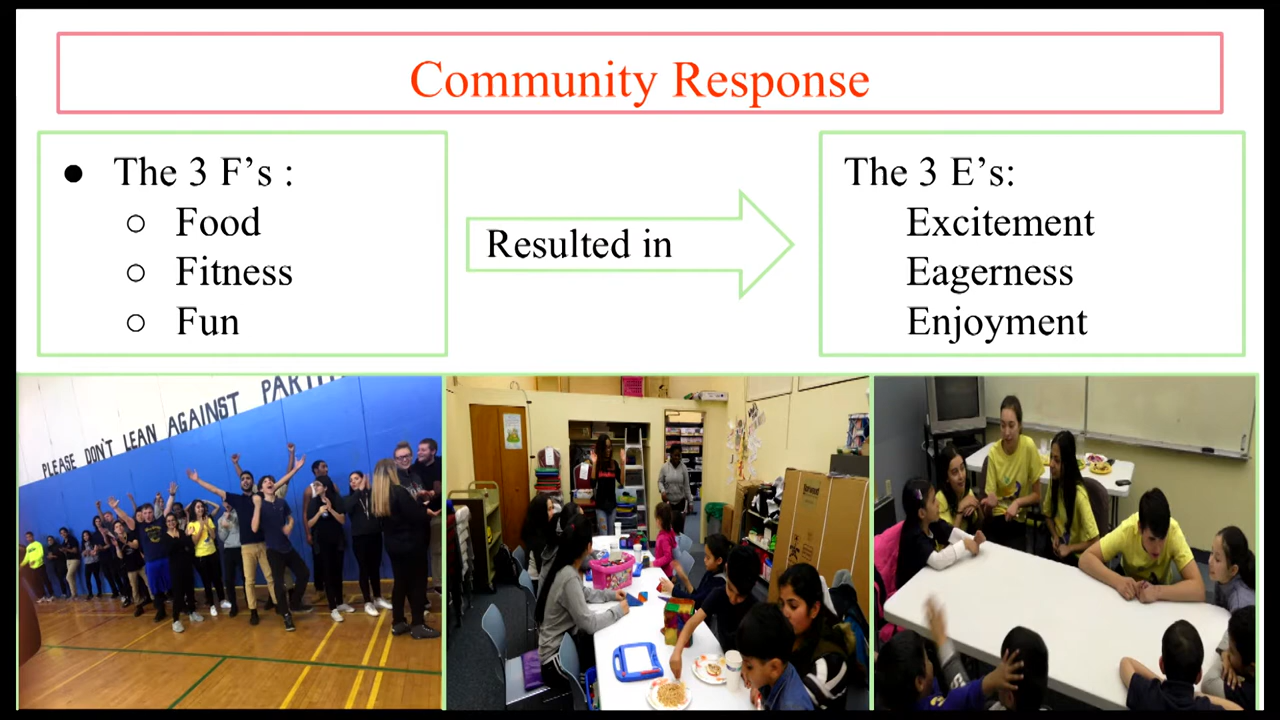 Community Response
● The 3 F’s :
○ Food
○ Fitness
○ Fun
Resulted in
The 3 E’s:
Excitement
Eagerness
Enjoyment
PLEASE DON'T LEAN AGAINST